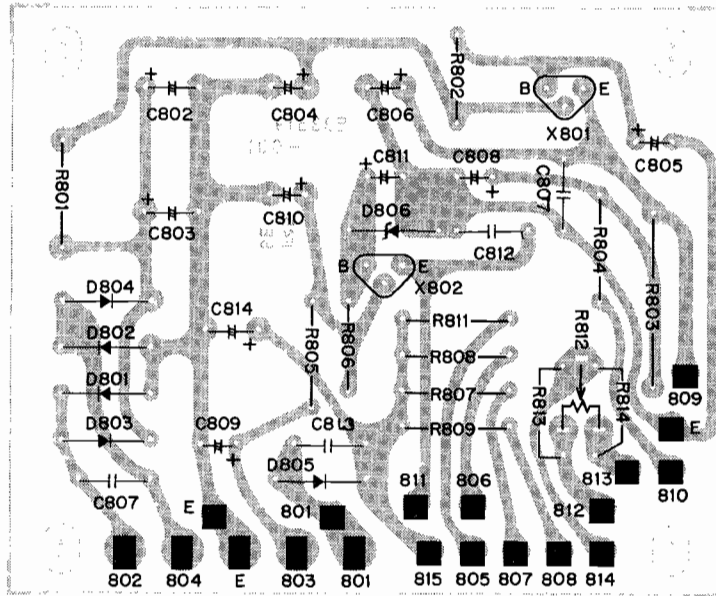 R802
B E
X801
C802
C804
C806
C805
C811
C808
C807
R801
C803
C810
D806
C812
R804
B E
X802
D804
C814
R803
D802
R805
R806
R811
R812
R808
D801
R807
R813
R814
809
D803
C809
C813
R809
E
D805
C807
811
806
813
810
E
801
812
802
804
E
803
801
815
805
807
808
814